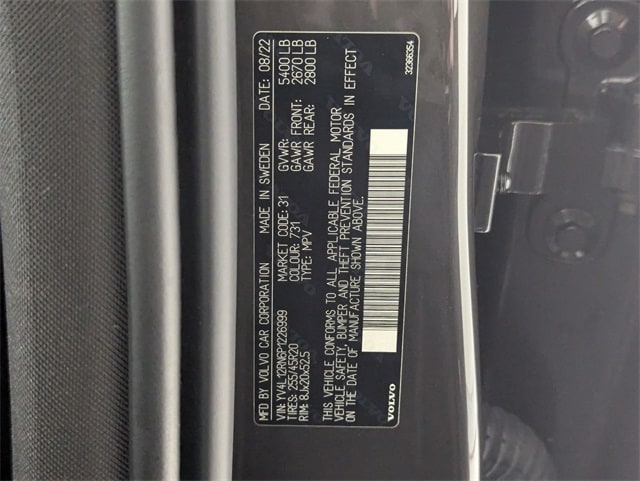 MFD BY VOLVO CAR CORPORATION MADE IN SWEDEN DATE: 08/22
VIN: YV4L12RN6P1226999
TIRES: 255/45R20
RIM: 8Jx20x52.5
MARKET CODE: 31
COLOUR: 731
TYPE: MPV
GVWR: 5400 LB
GAWR FRONT: 2670 LB
GAWR REAR: 2800 LB
THIS VEHICLE CONFORMS TO ALL APPLICABLE FEDERAL MOTOR
VEHICLE SAFETY, BUMPER AND THEFT PREVENTION STANDARDS IN EFFECT
ON THE DATE OF MANUFACTURE SHOWN ABOVE.
VOLVO
32366354